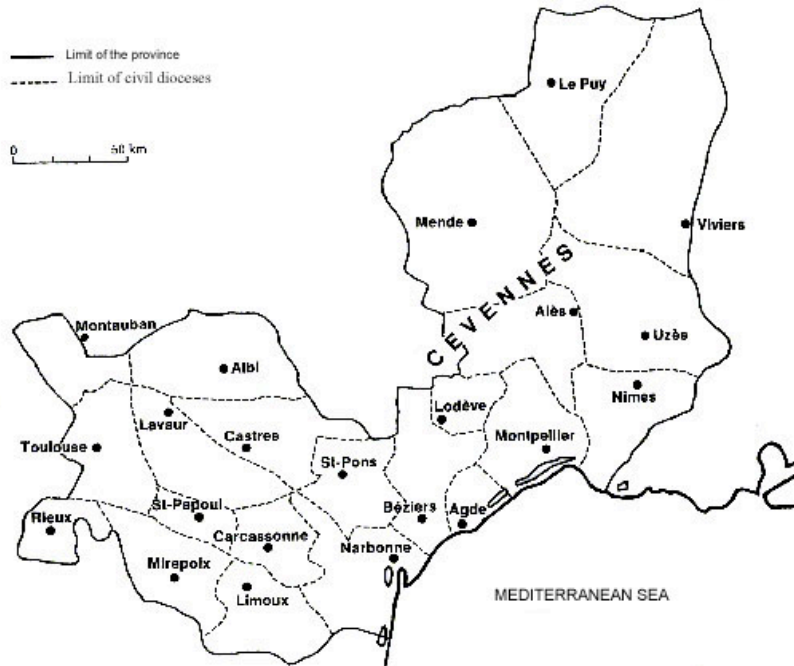 Limit of the province
Limit of civil dioceses
0 50 km
Le Puy
Mende
Viviers
CEVENNES
Alès
Uzès
Montauban
Albi
Nimes
Lavaur
Lodève
Toulouse
Castres
Montpellier
St-Pons
St-Papoul
Béziers
Agde
Rieux
Carcassonne
Narbonne
Mirepoix
Limoux
MEDITERRANEAN SEA